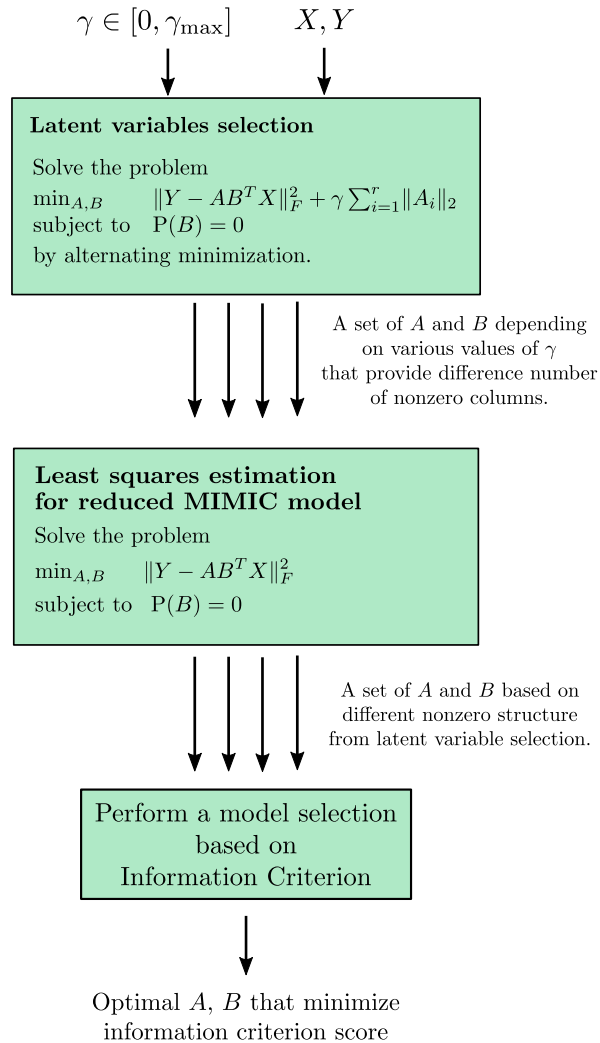 γ ∈ [0, γmax] X, Y
Latent variables selection
Solve the problem
min_{A,B} ‖Y − AB^T X‖_F^2 + γ ∑_{i=1}^r ‖A_i‖_2
subject to P(B) = 0
by alternating minimization.
A set of A and B depending
on various values of γ
that provide difference number
of nonzero columns.
Least squares estimation
for reduced MIMIC model
Solve the problem
min_{A,B} ‖Y − AB^T X‖_F^2
subject to P(B) = 0
A set of A and B based on
different nonzero structure
from latent variable selection.
Perform a model selection
based on
Information Criterion
Optimal A, B that minimize
information criterion score